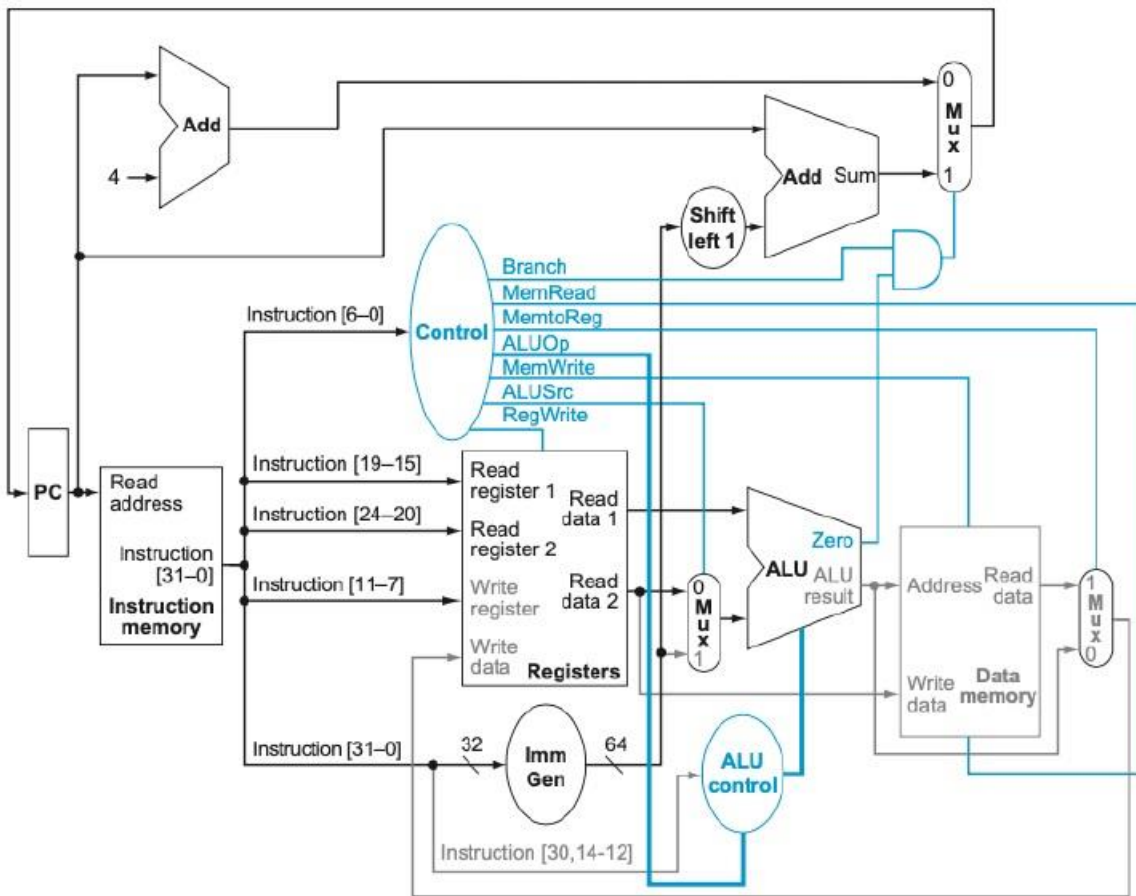 Add
4
0
Mux
1
Add Sum
Shift
left 1
Branch
MemRead
Instruction [6–0]
Control
MemtoReg
ALUOp
MemWrite
ALUSrc
RegWrite
PC
Read
address
Instruction
[31–0]
Instruction
memory
Instruction [19–15]
Instruction [24–20]
Instruction [11–7]
Instruction [31–0]
Read
register 1
Read
register 2
Write
register
Write
data
Read
data 1
Read
data 2
Registers
0
Mux
1
Zero
ALU
ALU
result
Address
Read
data
Write
data
Data
memory
1
Mux
0
32
Imm
Gen
64
ALU
control
Instruction [30,14-12]